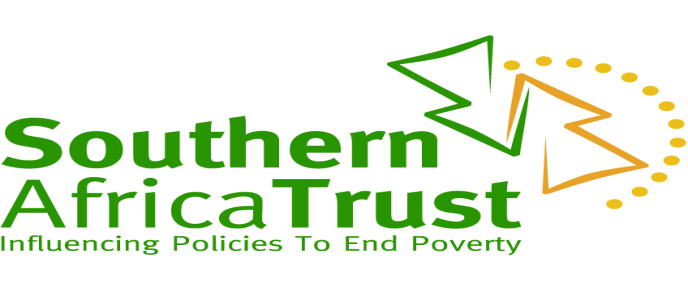 Southern
AfricaTrust
Influencing Policies To End Poverty